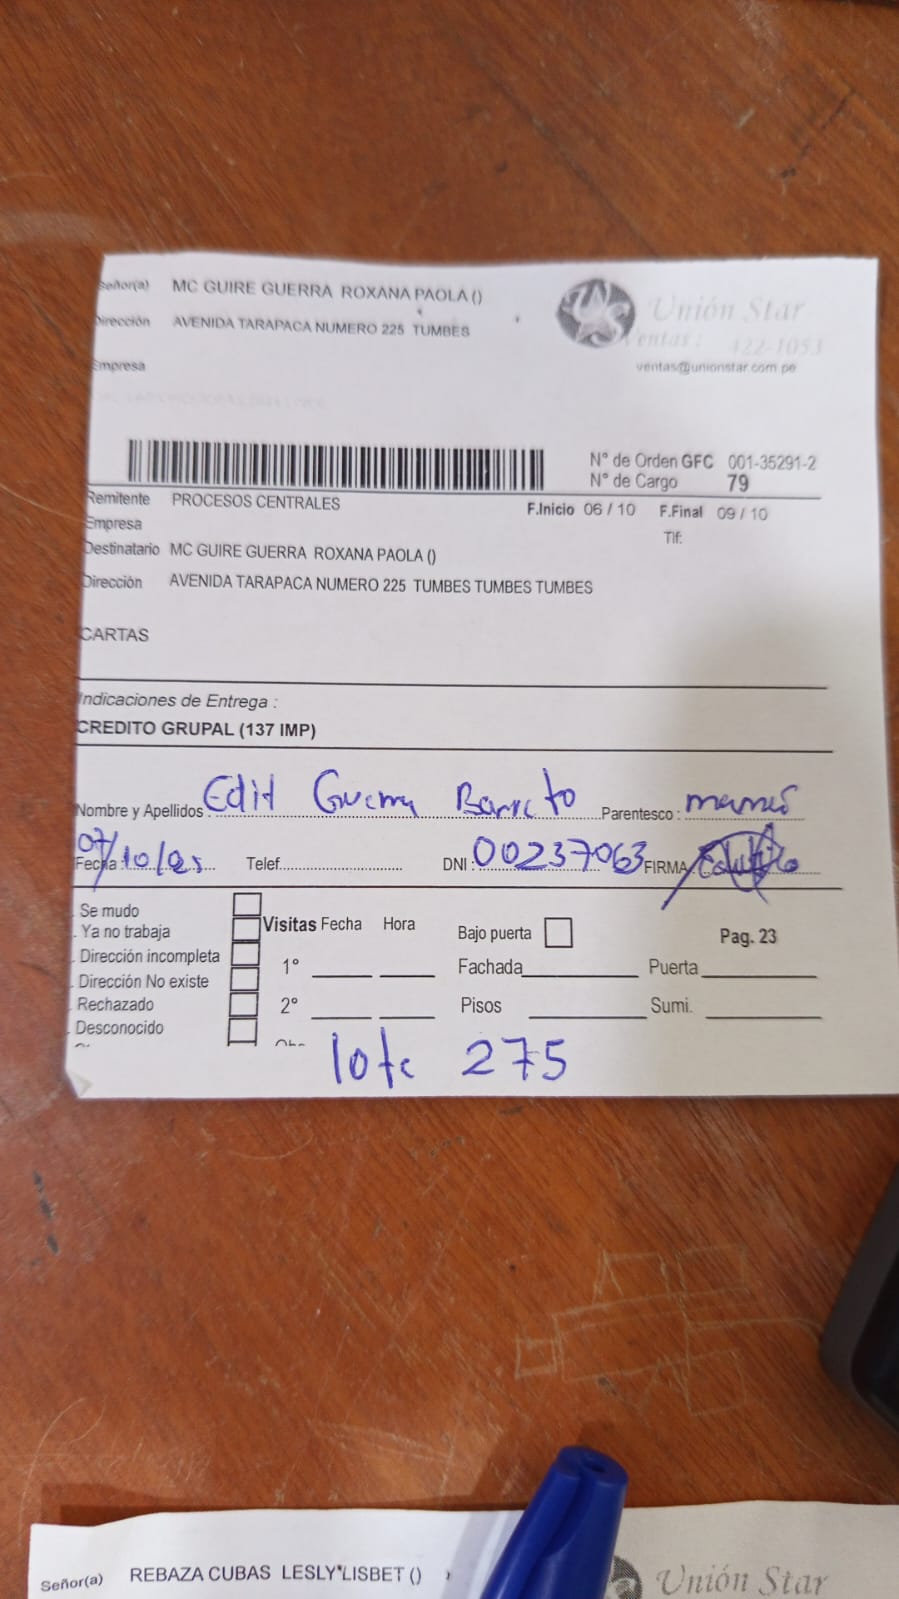 Señor(a) MC GUIRE GUERRA ROXANA PAOLA ()
Dirección AVENIDA TARAPACA NUMERO 225 TUMBES
Empresa
Unión Star
Ventas : 422-1053
ventas@unionstar.com.pe
N° de Orden GFC 001-35291-2
N° de Cargo 79
Remitente PROCESOS CENTRALES
F.Inicio 06 / 10 F.Final 09 / 10
Empresa
Tlf:
Destinatario MC GUIRE GUERRA ROXANA PAOLA ()
Dirección AVENIDA TARAPACA NUMERO 225 TUMBES TUMBES TUMBES
CARTAS
Indicaciones de Entrega :
CREDITO GRUPAL (137 IMP)
Nombre y Apellidos : Edit Guerra Barreto Parentesco : mamá
Fecha : 07/10/25 Telef. DNI : 00237063 FIRMA:
Se mudo
Ya no trabaja
Dirección incompleta
Dirección No existe
Rechazado
Desconocido
Visitas Fecha Hora
1°
2°
Bajo puerta
Pag. 23
Fachada Puerta
Pisos Sumi.
lote 275
Señor(a) REBAZA CUBAS LESLY LISBET ()
Unión Star